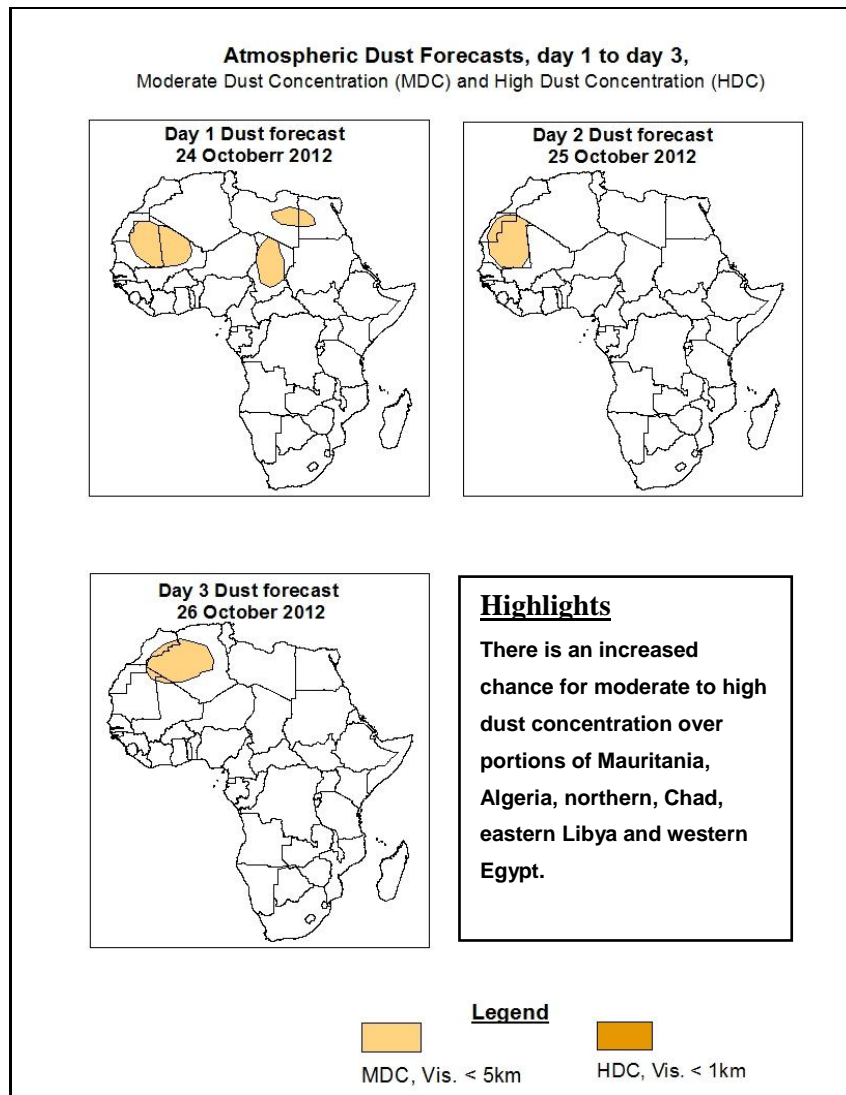 Atmospheric Dust Forecasts, day 1 to day 3,
Moderate Dust Concentration (MDC) and High Dust Concentration (HDC)
Day 1 Dust forecast
24 Octoberr 2012
Day 2 Dust forecast
25 October 2012
Day 3 Dust forecast
26 October 2012
Highlights
There is an increased
chance for moderate to high
dust concentration over
portions of Mauritania,
Algeria, northern, Chad,
eastern Libya and western
Egypt.
Legend
MDC, Vis. < 5km
HDC, Vis. < 1km